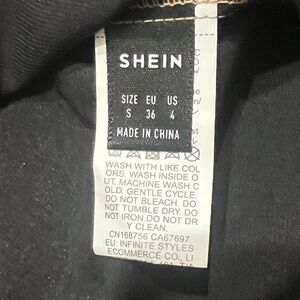 SHEIN
SIZE EU US
S 36 4
MADE IN CHINA
WASH WITH LIKE COL
ORS. WASH INSIDE O
UT. MACHINE WASH C
OLD. GENTLE CYCLE.
DO NOT BLEACH. DO
NOT TUMBLE DRY. DO
NOT IRON.DO NOT DR
Y CLEAN.
CN168756 CA67697
EU: INFINITE STYLES
ECOMMERCE CO., LI